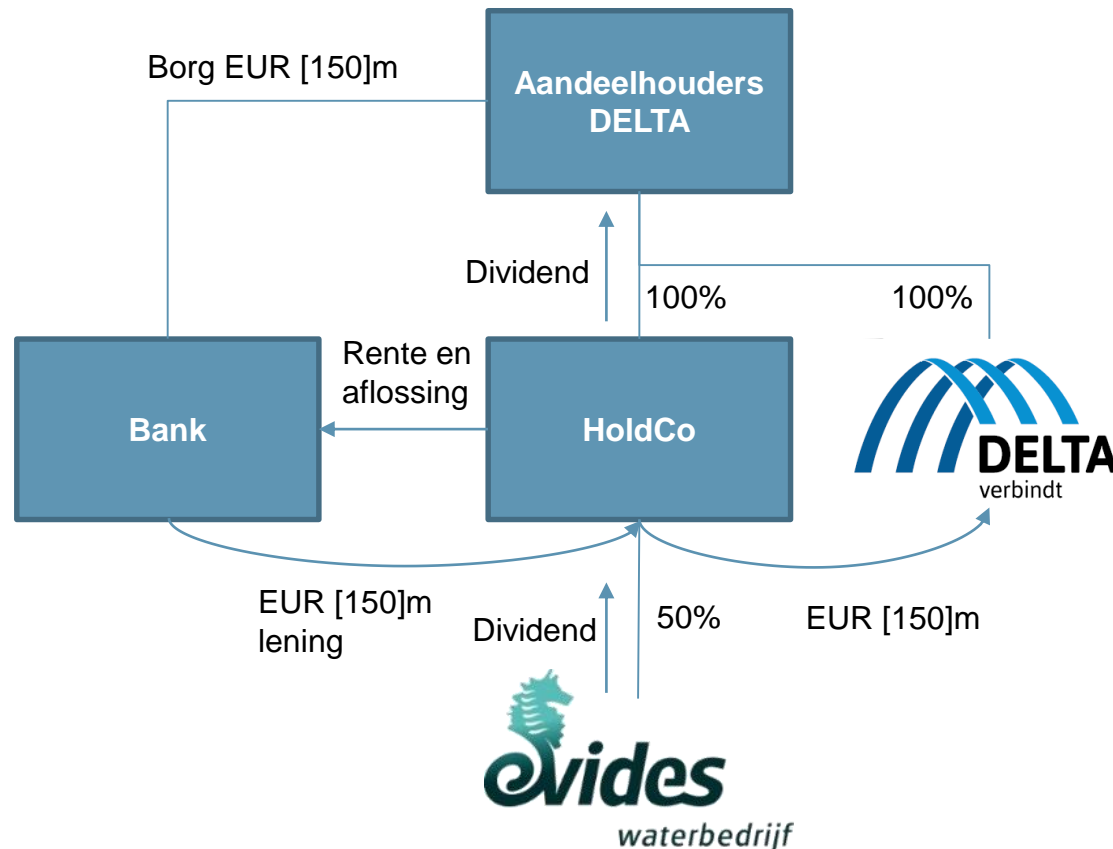 Borg EUR [150]m
Aandeelhouders
DELTA
Dividend
100%
100%
Rente en
aflossing
Bank
HoldCo
DELTA
verbindt
EUR [150]m
lening
Dividend
50%
EUR [150]m
evides
waterbedrijf